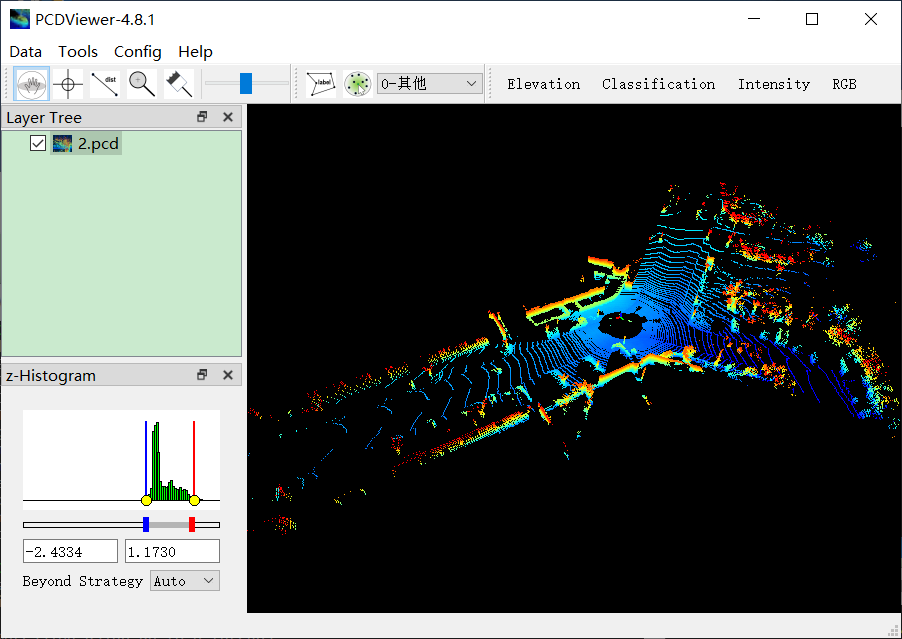 PCDViewer-4.8.1
Data Tools Config Help
dist label 0-其他 Elevation Classification Intensity RGB
Layer Tree
2.pcd
z-Histogram
-2.4334 1.1730
Beyond Strategy Auto